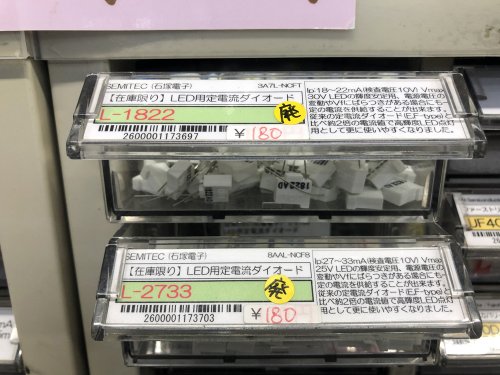 SEMITEC (石塚電子)
3A7L-NCFT
【在庫限り】LED用定電流ダイオード
L-1822
廃
2600001173697
￥180
Ip:18~22mA(検査電圧10V) Vmax
30V LEDの輝度安定用、電源電圧の
変動やVfにばらつきがある場合にも一
定の電流を供給することが出来ます。
従来の定電流ダイオード(E,F-type)と
比べ約2倍の電流値で高輝度LED点灯
用として更に使いやすくなりました。
1822
SEMITEC (石塚電子)
8AAL-NCF8
【在庫限り】LED用定電流ダイオード
L-2733
廃
2600001173703
￥180
Ip:27~33mA(検査電圧10V) Vmax
25V LEDの輝度安定用、電源電圧の
変動やVfにばらつきがある場合にも一
定の電流を供給することが出来ます。
従来の定電流ダイオード(E,F-type)と
比べ約2倍の電流値で高輝度LED点灯
用として更に使いやすくなりました。
UF40